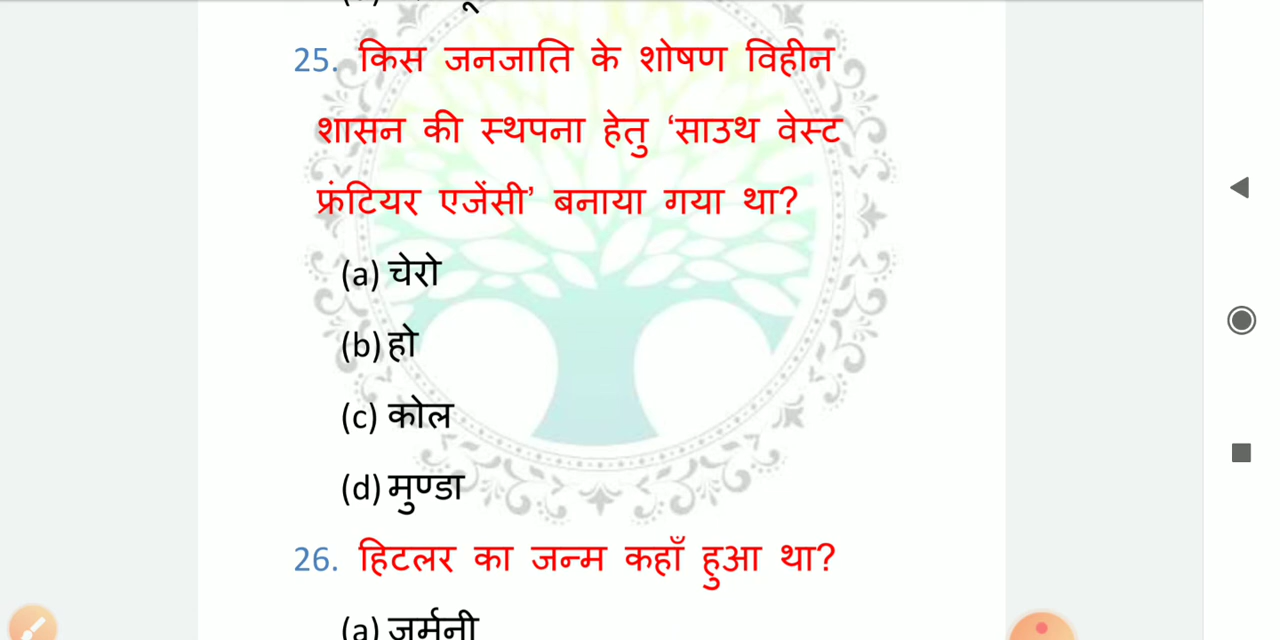 25. किस जनजाति के शोषण विहीन
शासन की स्थपना हेतु ‘साउथ वेस्ट
फ्रंटियर एजेंसी’ बनाया गया था?
(a) चेरो
(b) हो
(c) कोल
(d) मुण्डा
26. हिटलर का जन्म कहाँ हुआ था?
(a) जर्मनी